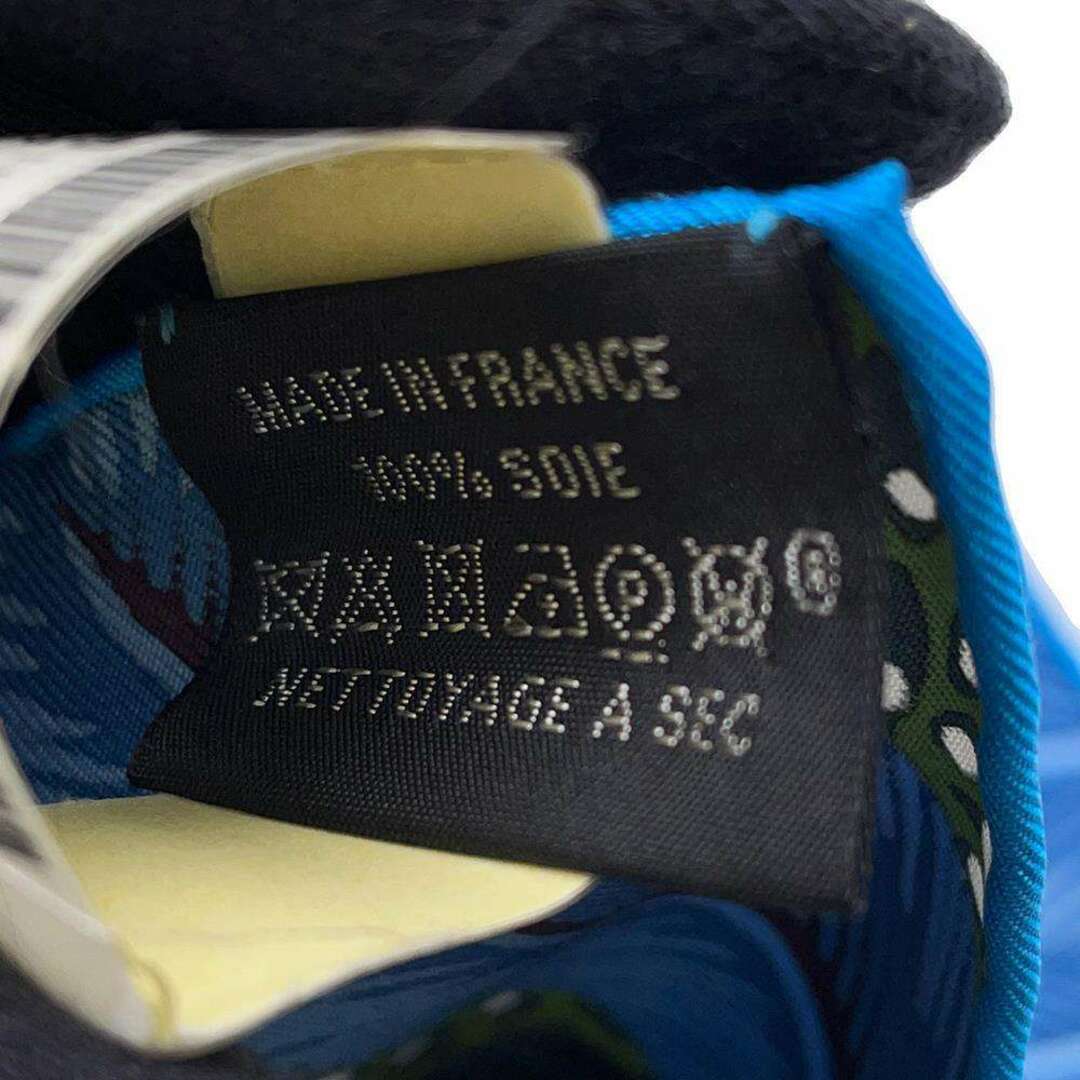 MADE IN FRANCE
100% SOIE
P R
NETTOYAGE A SEC